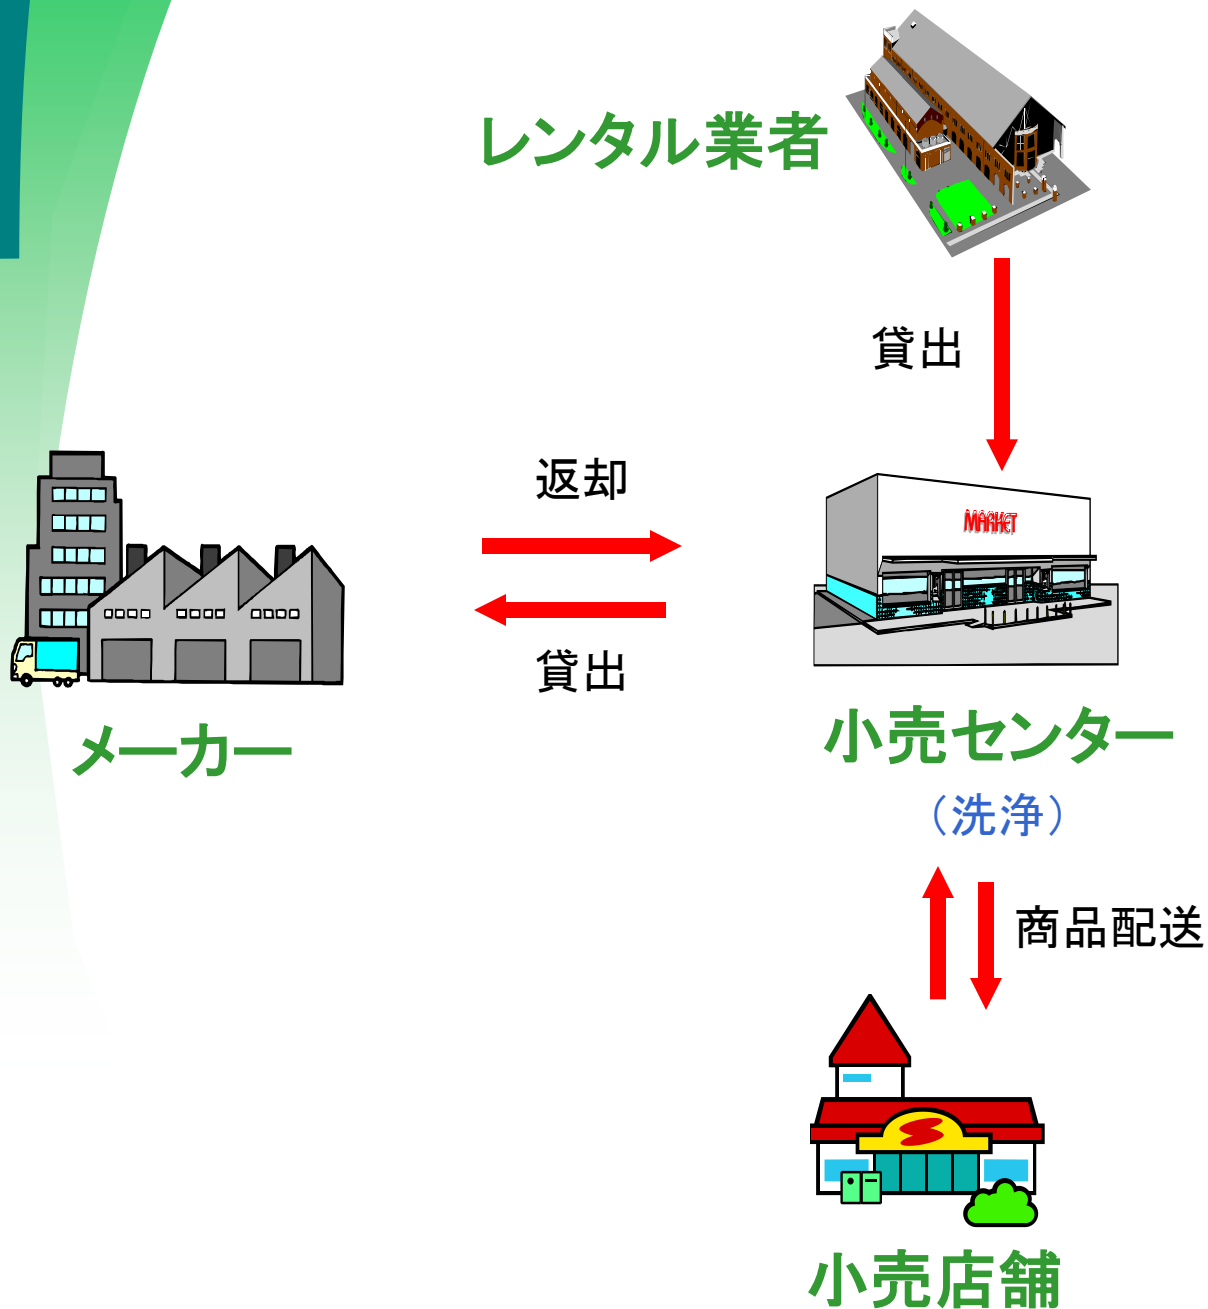 レンタル業者
貸出
返却
MARKET
貸出
メーカー
小売センター
（洗浄）
商品配送
小売店舗